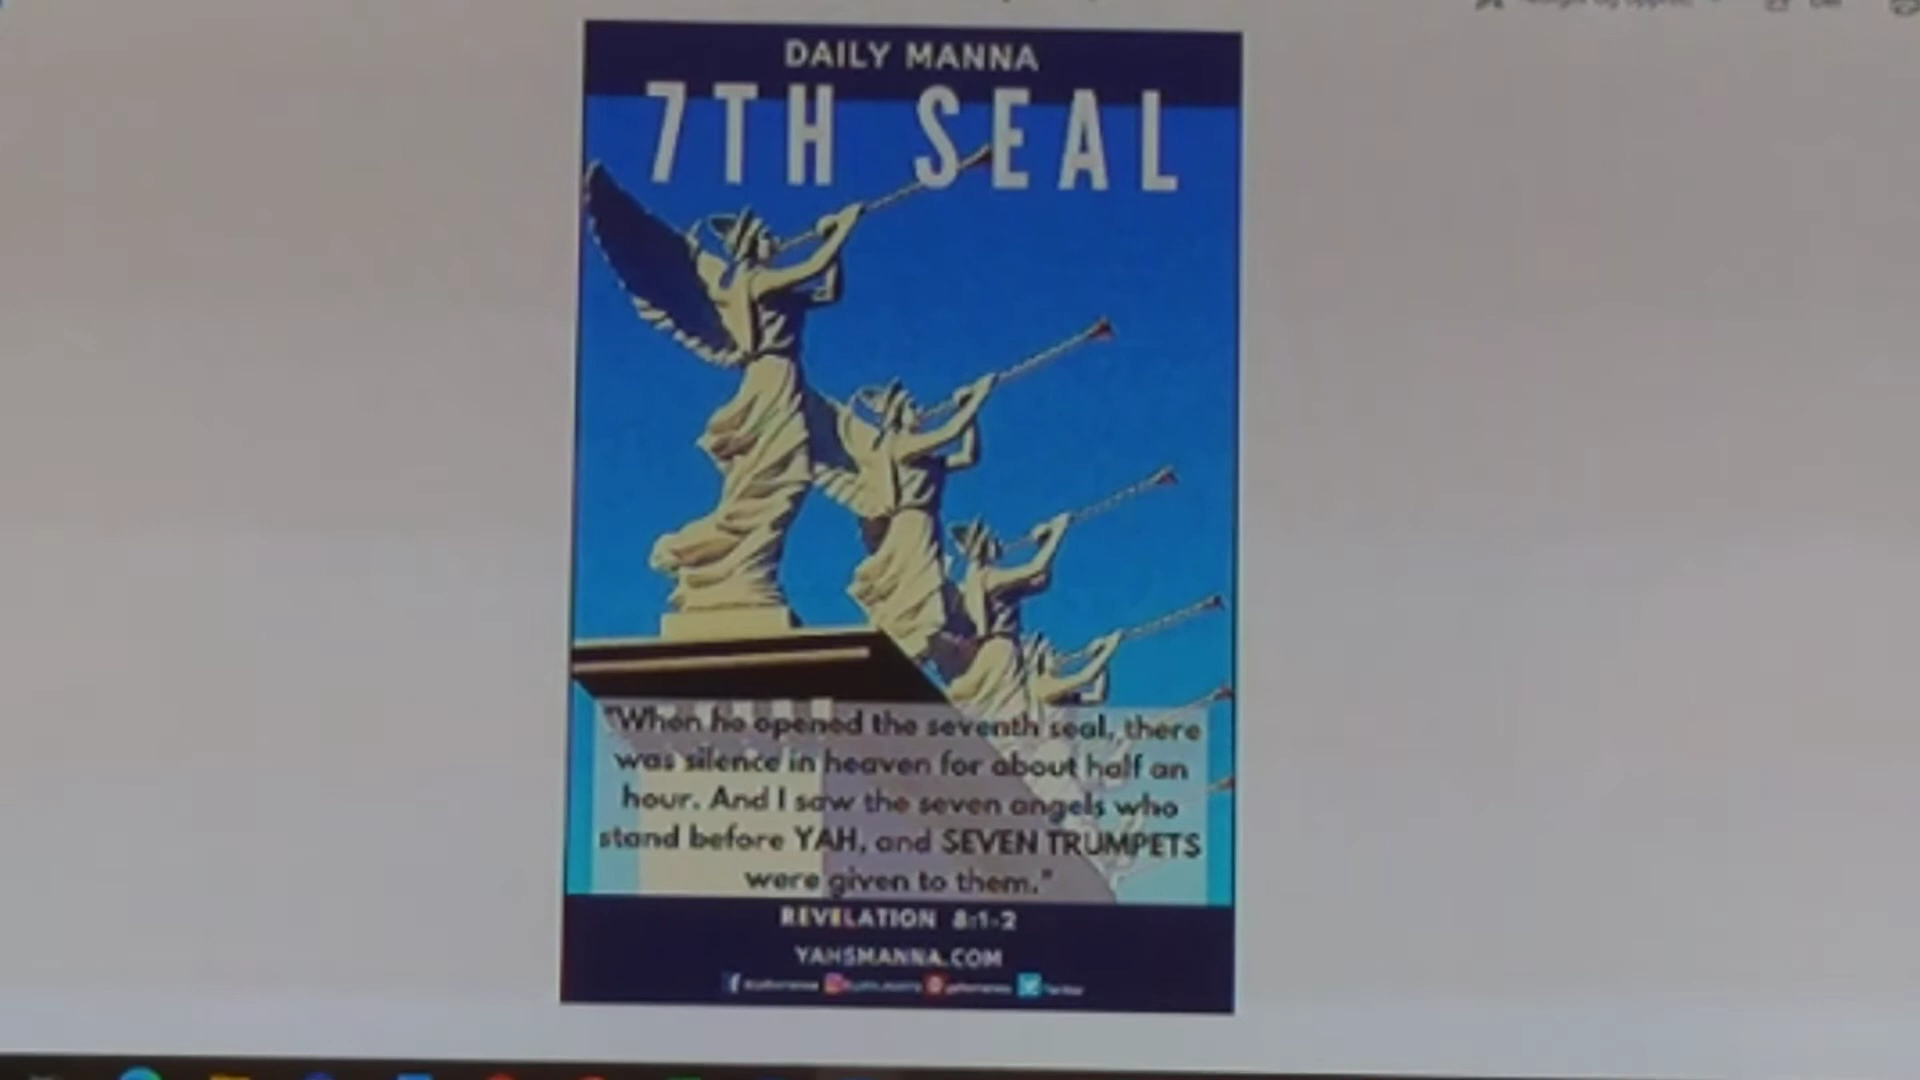 DAILY MANNA
7TH SEAL
"When he opened the seventh seal, there
was silence in heaven for about half an
hour. And I saw the seven angels who
stand before YAH, and SEVEN TRUMPETS
were given to them."
REVELATION 8:1-2
YAHSMANNA.COM